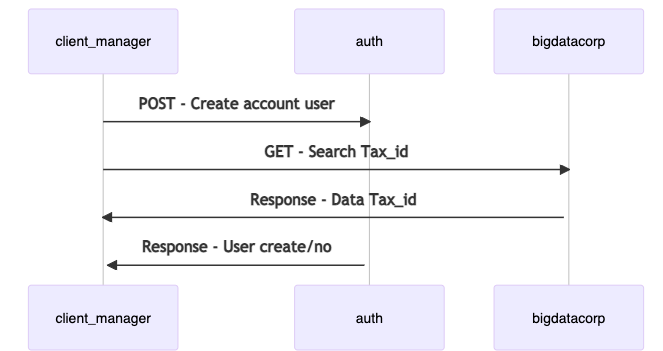 client_manager
auth
bigdatacorp
POST - Create account user
GET - Search Tax_id
Response - Data Tax_id
Response - User create/no
client_manager
auth
bigdatacorp